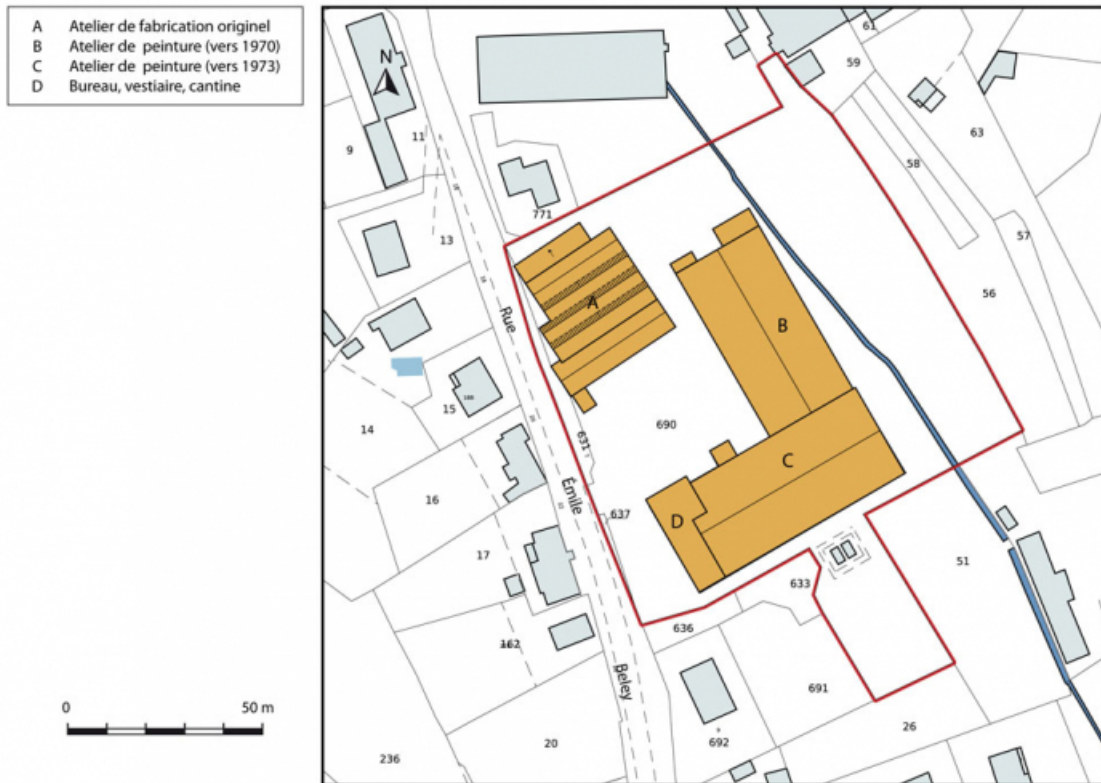 A Atelier de fabrication originel
B Atelier de peinture (vers 1970)
C Atelier de peinture (vers 1973)
D Bureau, vestiaire, cantine
N
61
59
63
9
11
58
771
13
57
56
Rue
A
B
15
188
14
690
631
16
C
Émile
637
D
17
51
633
636
162
Beley
691
0 50 m
26
20
692
236